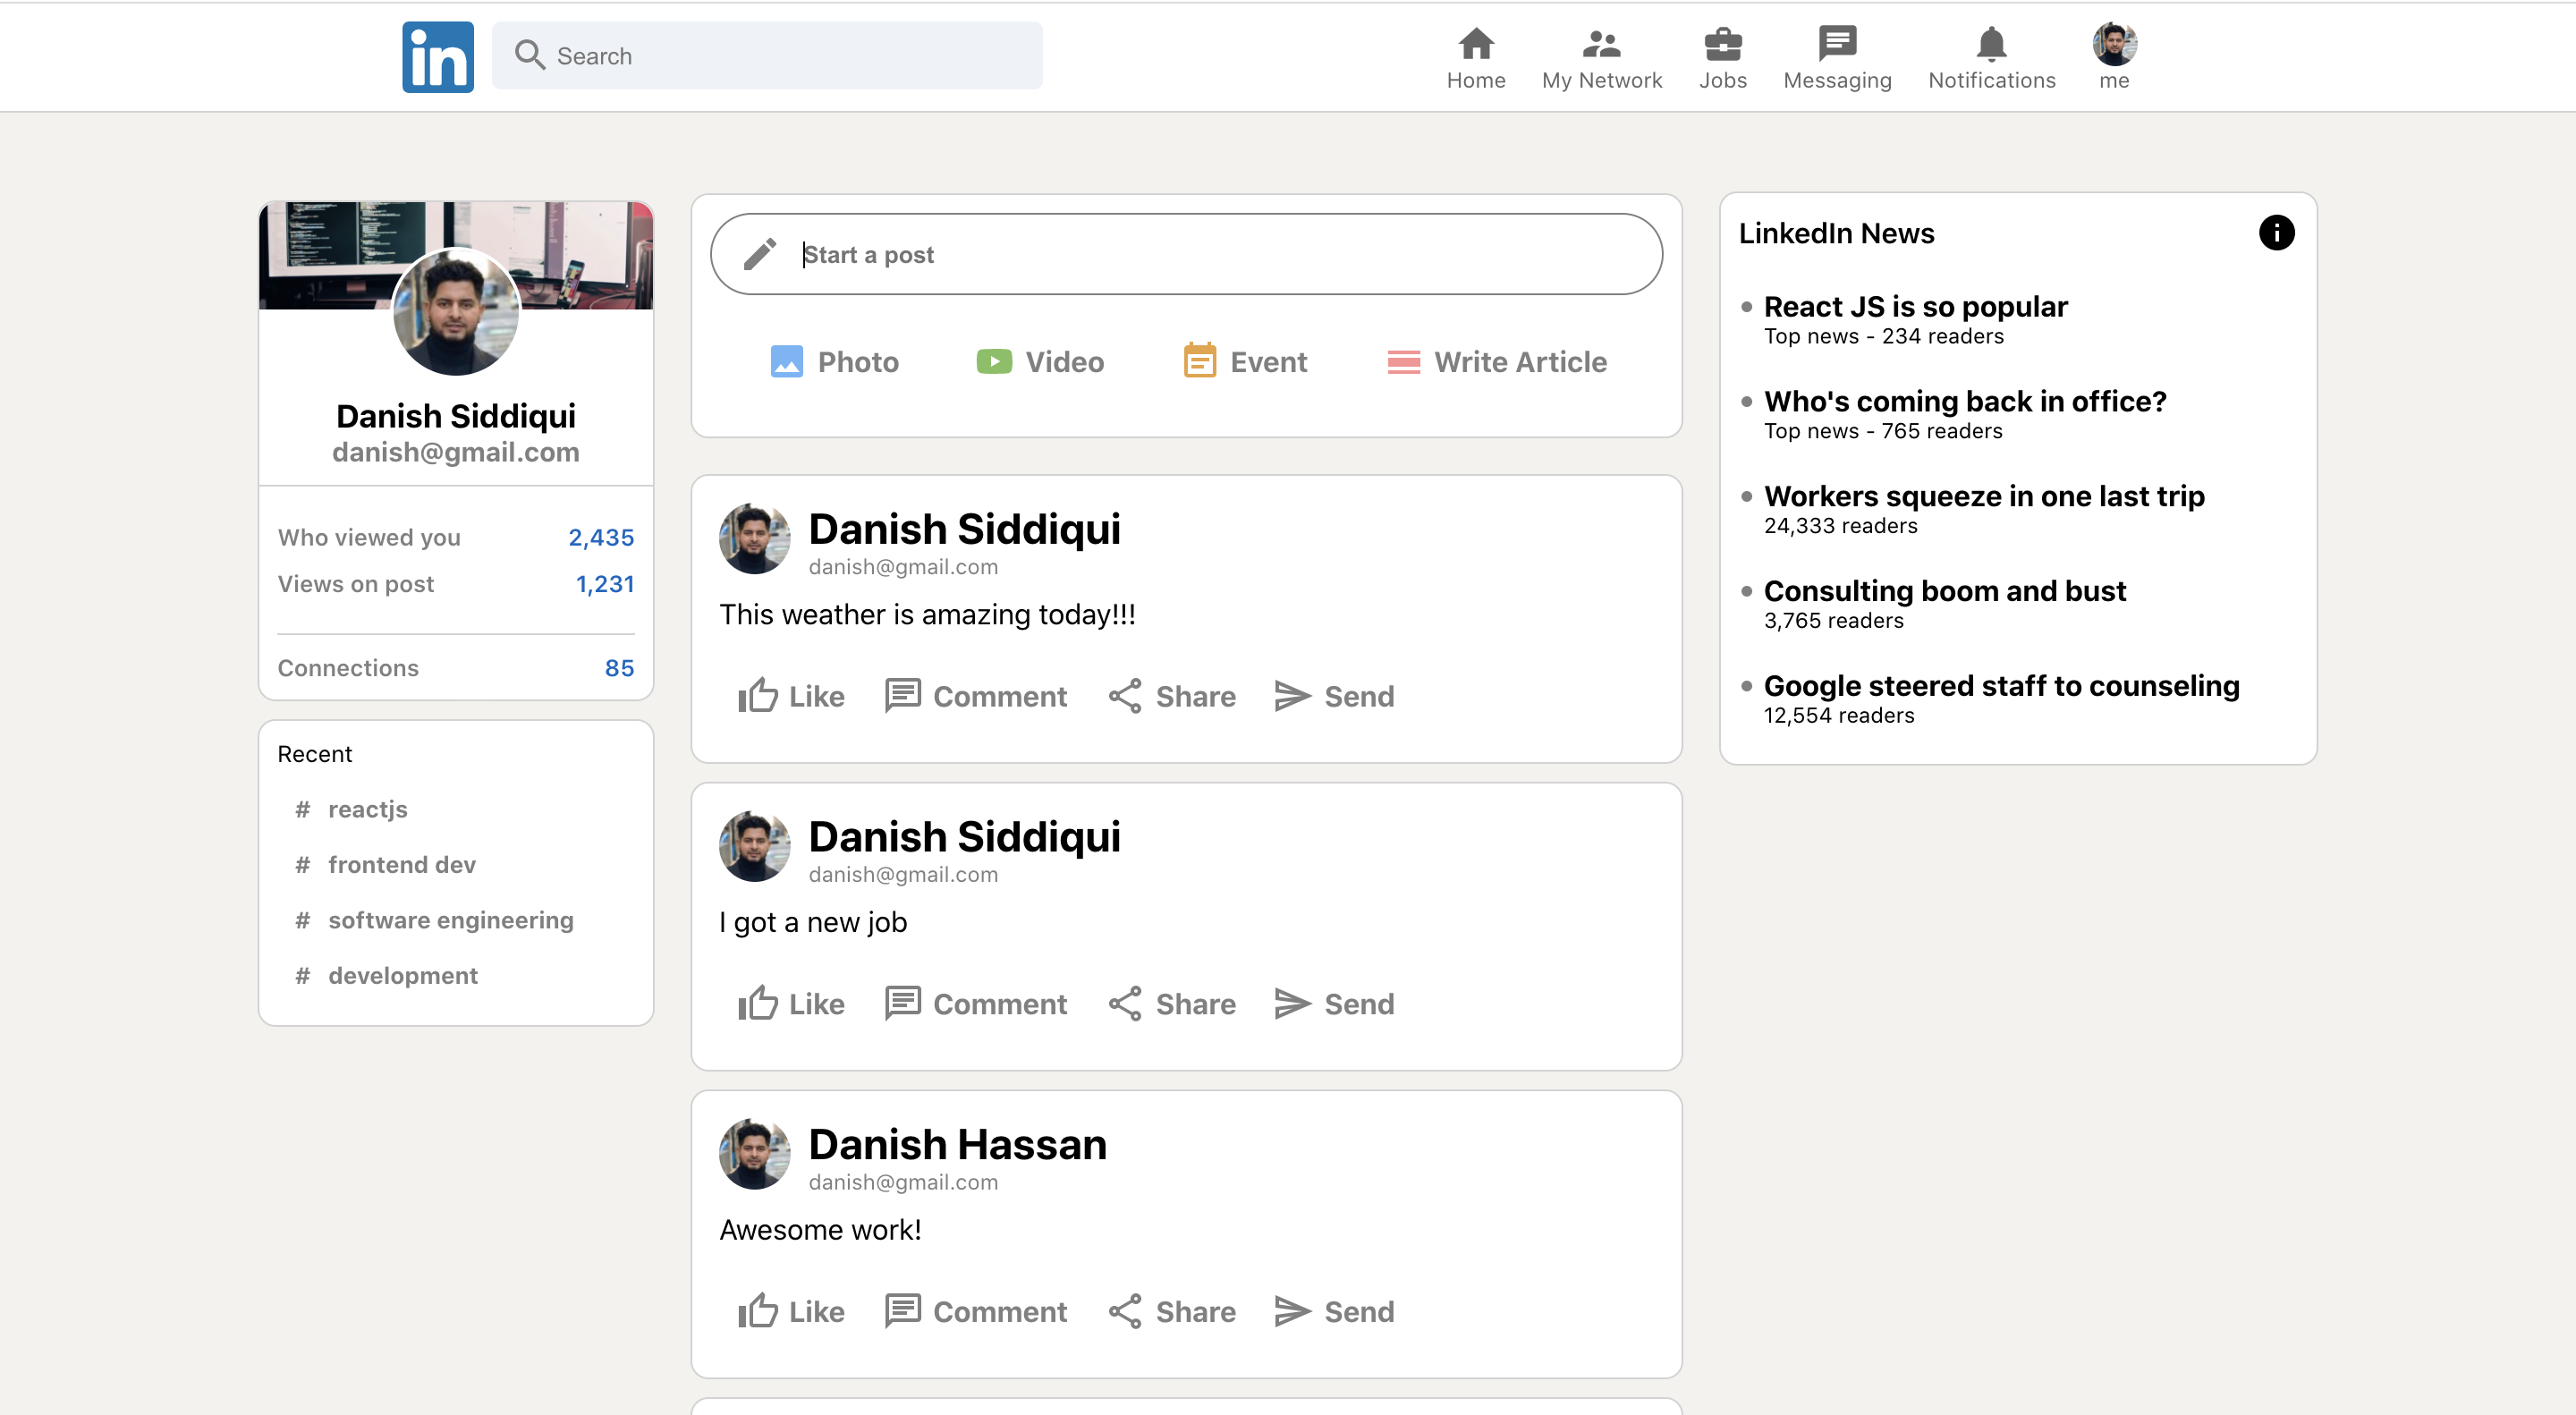 in
Search
Home
My Network
Jobs
Messaging
Notifications
me
Danish Siddiqui
danish@gmail.com
Who viewed you 2,435
Views on post 1,231
Connections 85
Recent
# reactjs
# frontend dev
# software engineering
# development
Start a post
Photo
Video
Event
Write Article
Danish Siddiqui
danish@gmail.com
This weather is amazing today!!!
Like Comment Share Send
Danish Siddiqui
danish@gmail.com
I got a new job
Like Comment Share Send
Danish Hassan
danish@gmail.com
Awesome work!
Like Comment Share Send
LinkedIn News
React JS is so popular
Top news - 234 readers
Who's coming back in office?
Top news - 765 readers
Workers squeeze in one last trip
24,333 readers
Consulting boom and bust
3,765 readers
Google steered staff to counseling
12,554 readers